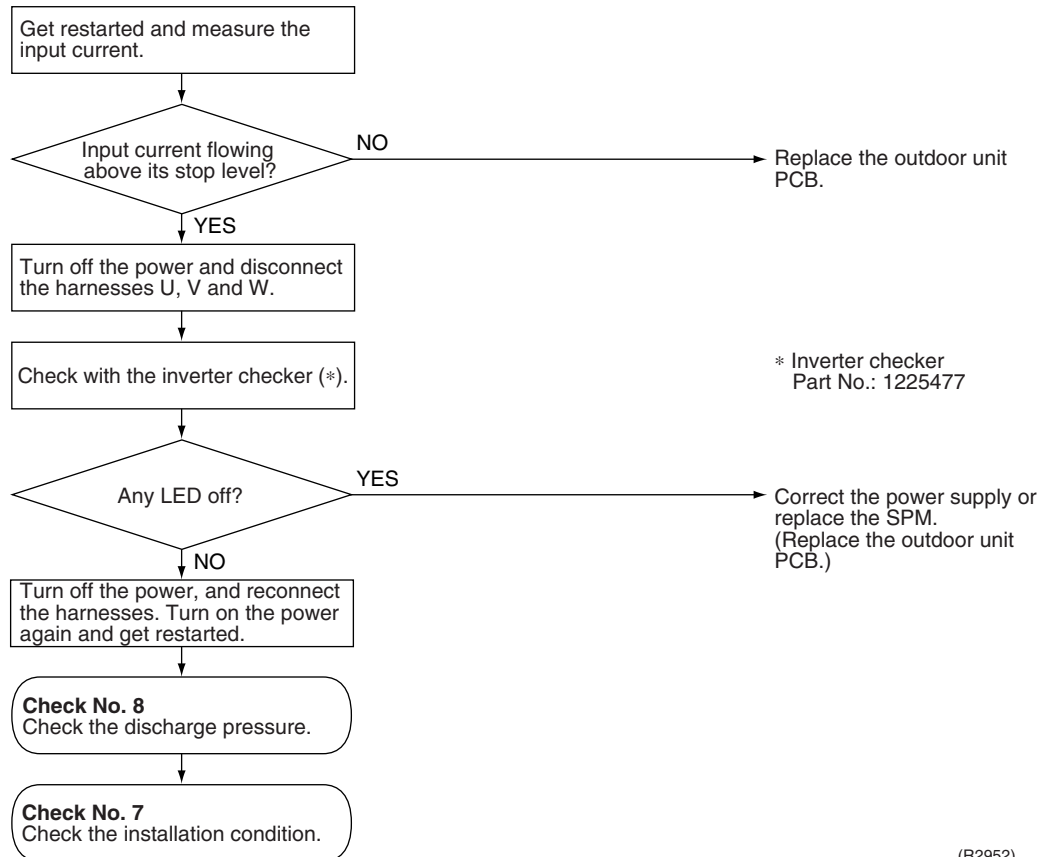 Get restarted and measure the
input current.
Input current flowing
above its stop level?
NO
Replace the outdoor unit
PCB.
YES
Turn off the power and disconnect
the harnesses U, V and W.
Check with the inverter checker (*).
* Inverter checker
Part No.: 1225477
Any LED off?
YES
Correct the power supply or
replace the SPM.
(Replace the outdoor unit
PCB.)
NO
Turn off the power, and reconnect
the harnesses. Turn on the power
again and get restarted.
Check No. 8
Check the discharge pressure.
Check No. 7
Check the installation condition.
(R2952)